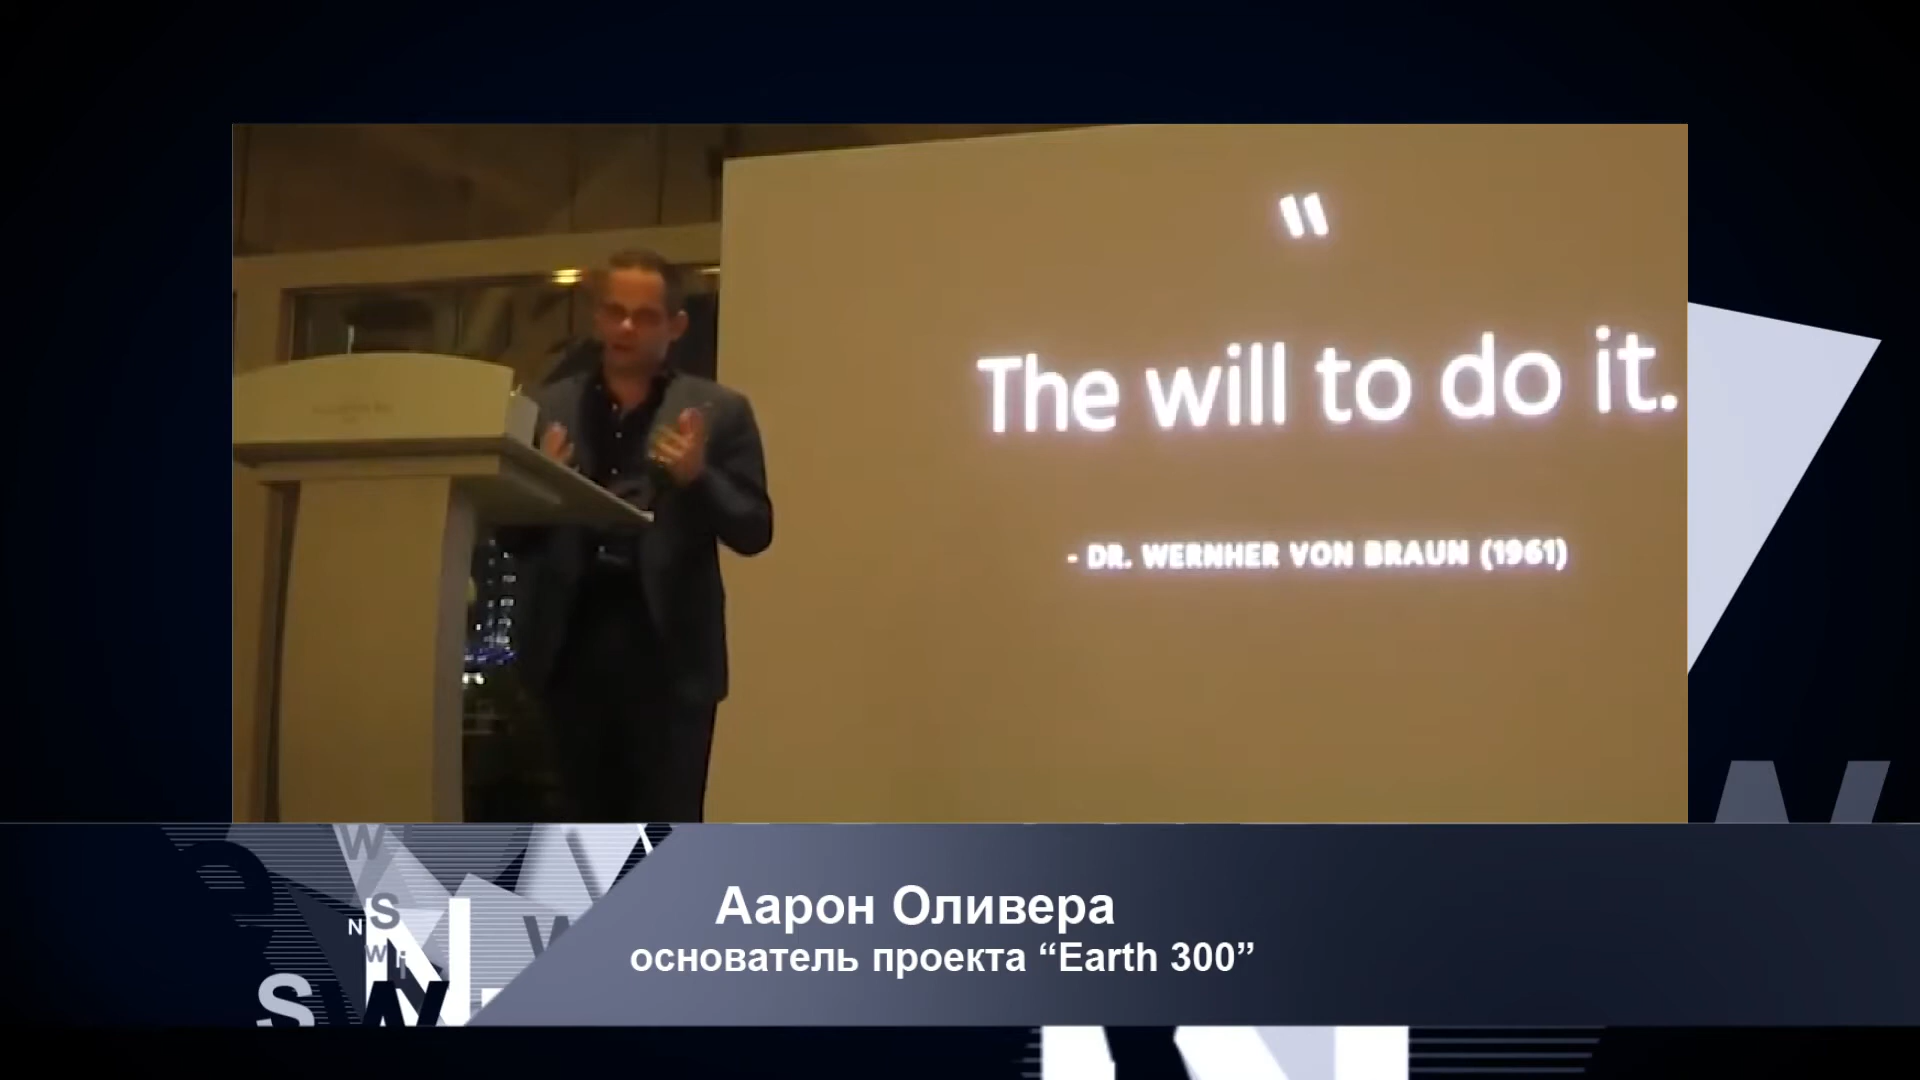 "
The will to do it.
- DR. WERNHER VON BRAUN (1961)
Аарон Оливера
основатель проекта “Earth 300”